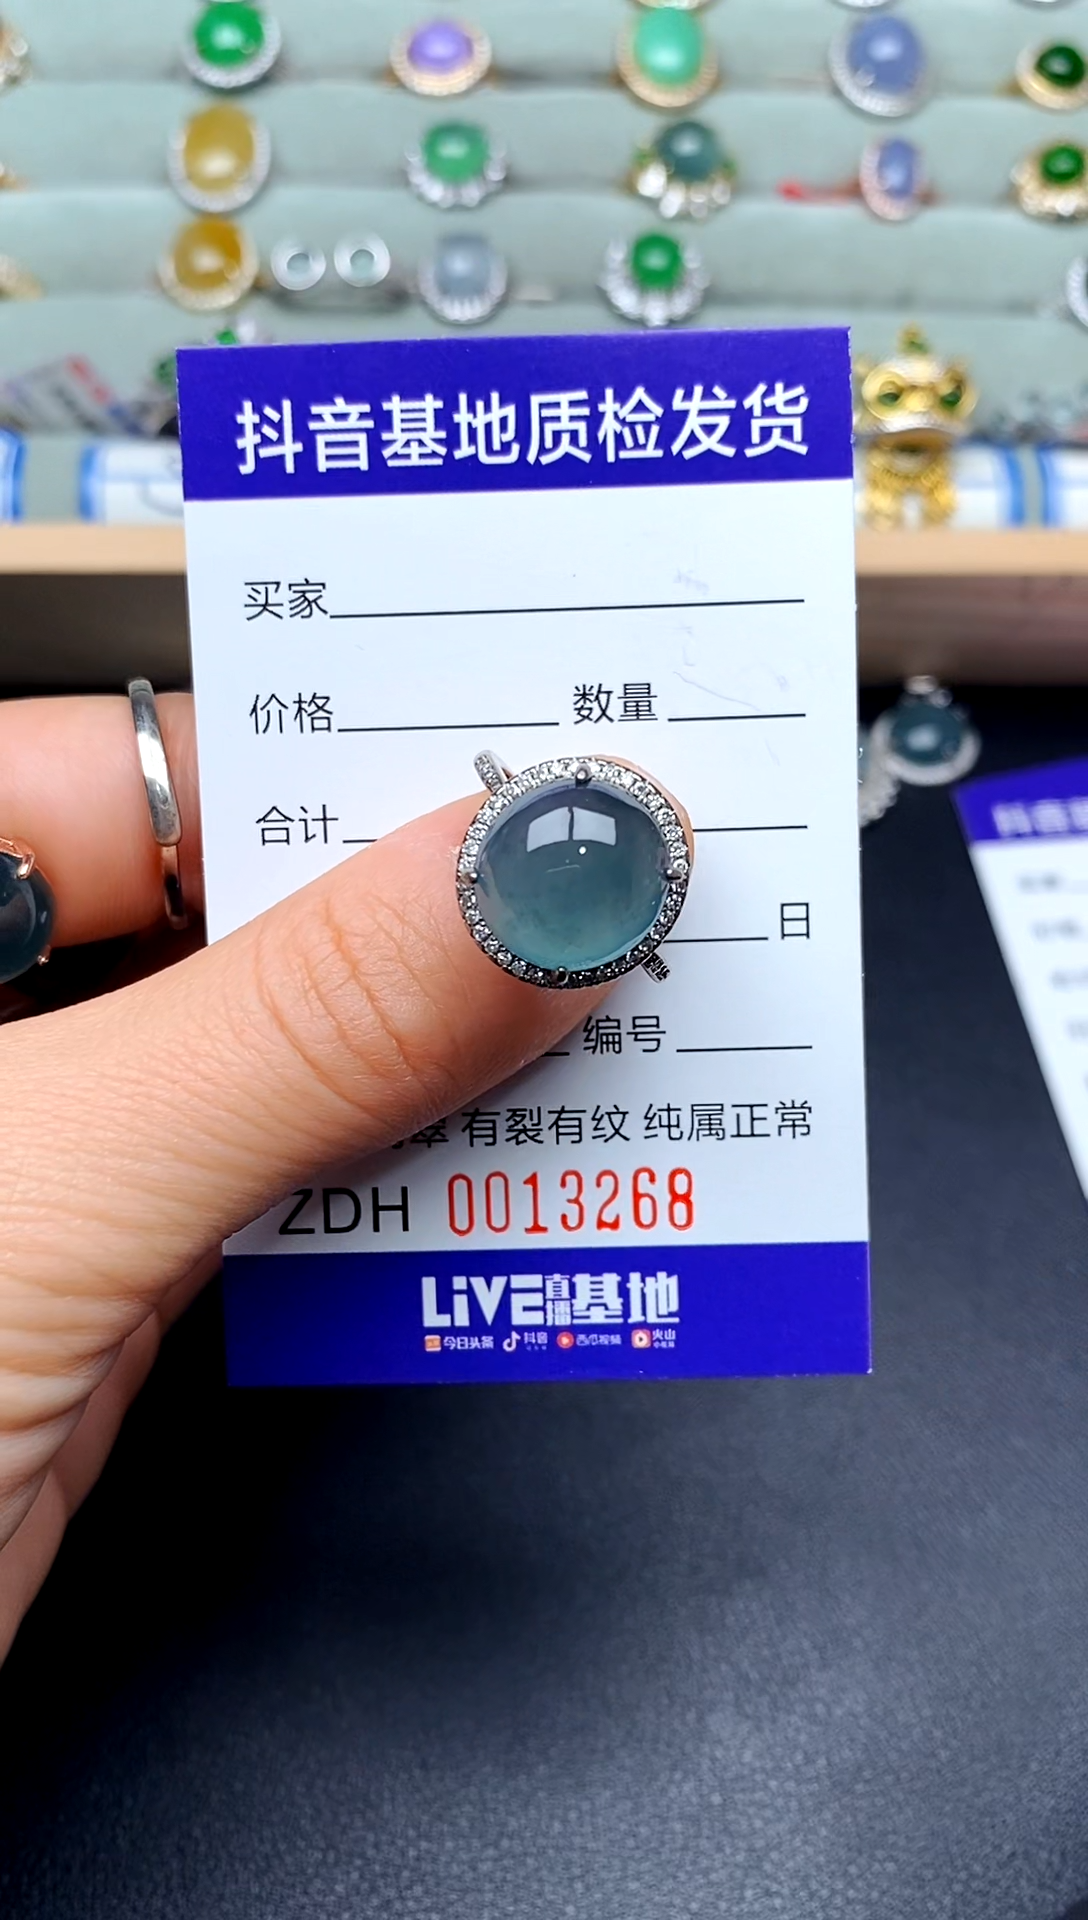 抖音基地质检发货
买家
价格 数量
合计
日
编号
翠 有裂有纹 纯属正常
ZDH 0013268
LiVE直播基地
今日头条 抖音 西瓜视频 火山